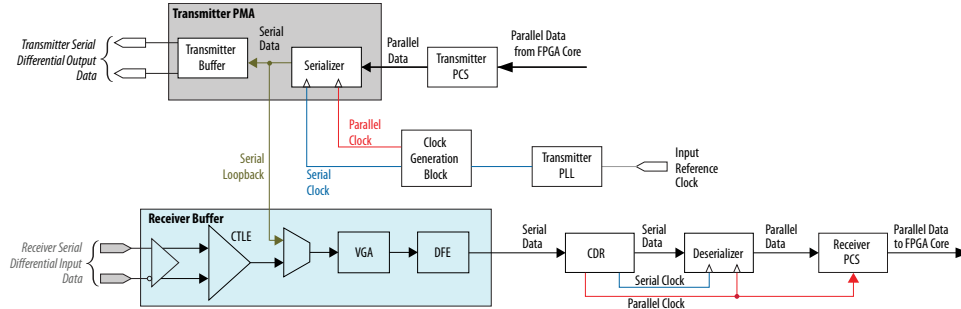 Transmitter PMA
Transmitter Serial
Differential Output
Data
Transmitter
Buffer
Serial
Data
Serializer
Parallel
Data
Transmitter
PCS
Parallel Data
from FPGA Core
Parallel
Clock
Serial
Loopback
Serial
Clock
Clock
Generation
Block
Transmitter
PLL
Input
Reference
Clock
Receiver Buffer
Receiver Serial
Differential Input
Data
CTLE
VGA
DFE
Serial Data
CDR
Serial Data
Deserializer
Parallel Data
Receiver
PCS
Parallel Data
to FPGA Core
Serial Clock
Parallel Clock